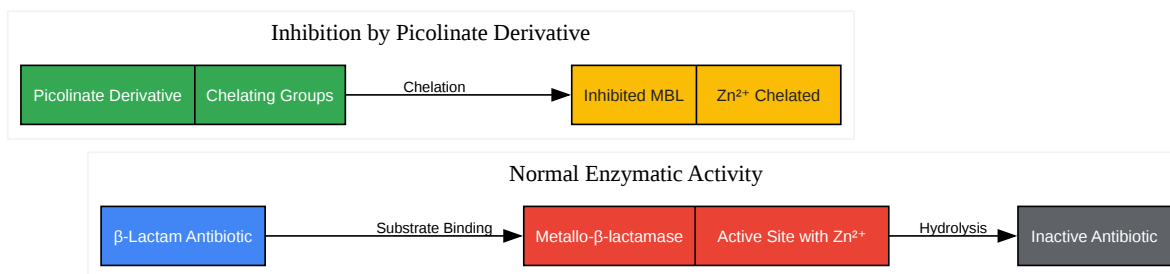 Inhibition by Picolinate Derivative
Picolinate Derivative
Chelating Groups
Chelation
Inhibited MBL
Zn²⁺ Chelated
Normal Enzymatic Activity
β-Lactam Antibiotic
Substrate Binding
Metallo-β-lactamase
Active Site with Zn²⁺
Hydrolysis
Inactive Antibiotic